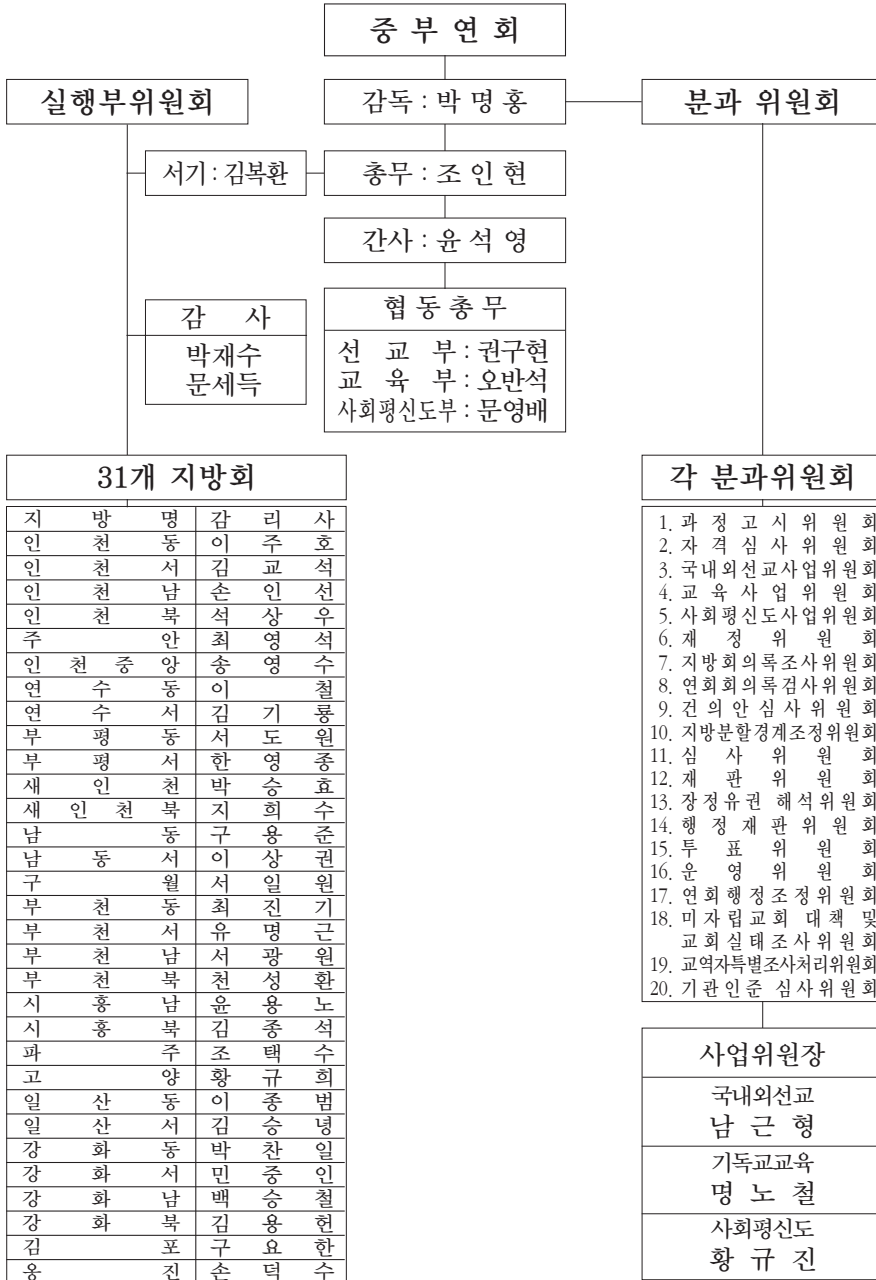 중 부 연 회
실행부위원회
감독 : 박 명 홍
분과 위원회
서기 : 김복환
총무 : 조 인 현
간사 : 윤 석 영
감 사
박재수
문세득
협 동 총 무
선 교 부 : 권구현
교 육 부 : 오반석
사회평신도부 : 문영배
31개 지방회
지 방 명 감 리 사
인 천 동 이 주 호
인 천 서 김 교 석
인 천 남 손 인 선
인 천 북 석 상 우
주 안 최 영 석
인 천 중 앙 송 영 수
연 수 동 이 철
연 수 서 김 기 룡
부 평 동 서 도 원
부 평 서 한 영 종
새 인 천 박 승 효
새 인 천 북 지 희 수
남 동 구 용 준
남 동 서 이 상 권
구 월 서 일 원
부 천 동 최 진 기
부 천 서 유 명 근
부 천 남 서 광 원
부 천 북 천 성 환
시 흥 남 윤 용 노
시 흥 북 김 종 석
파 주 조 택 수
고 양 황 규 희
일 산 동 이 종 범
일 산 서 김 승 녕
강 화 동 박 찬 일
강 화 서 민 중 인
강 화 남 백 승 철
강 화 북 김 용 헌
김 포 구 요 한
옹 진 손 덕 수
각 분과위원회
1. 과 정 고 시 위 원 회
2. 자 격 심 사 위 원 회
3. 국내외선교사업위원회
4. 교 육 사 업 위 원 회
5. 사회평신도사업위원회
6. 재 정 위 원 회
7. 지방회의록조사위원회
8. 연회회의록검사위원회
9. 건 의 안 심 사 위 원 회
10. 지방분할경계조정위원회
11. 심 사 위 원 회
12. 재 판 위 원 회
13. 장정유권 해석위원회
14. 행 정 재 판 위 원 회
15. 투 표 위 원 회
16. 운 영 위 원 회
17. 연회행정조정위원회
18. 미자립교회 대책 및
교회실태조사위원회
19. 교역자특별조사처리위원회
20. 기관인준 심사위원회
사업위원장
국내외선교
남 근 형
기독교교육
명 노 철
사회평신도
황 규 진